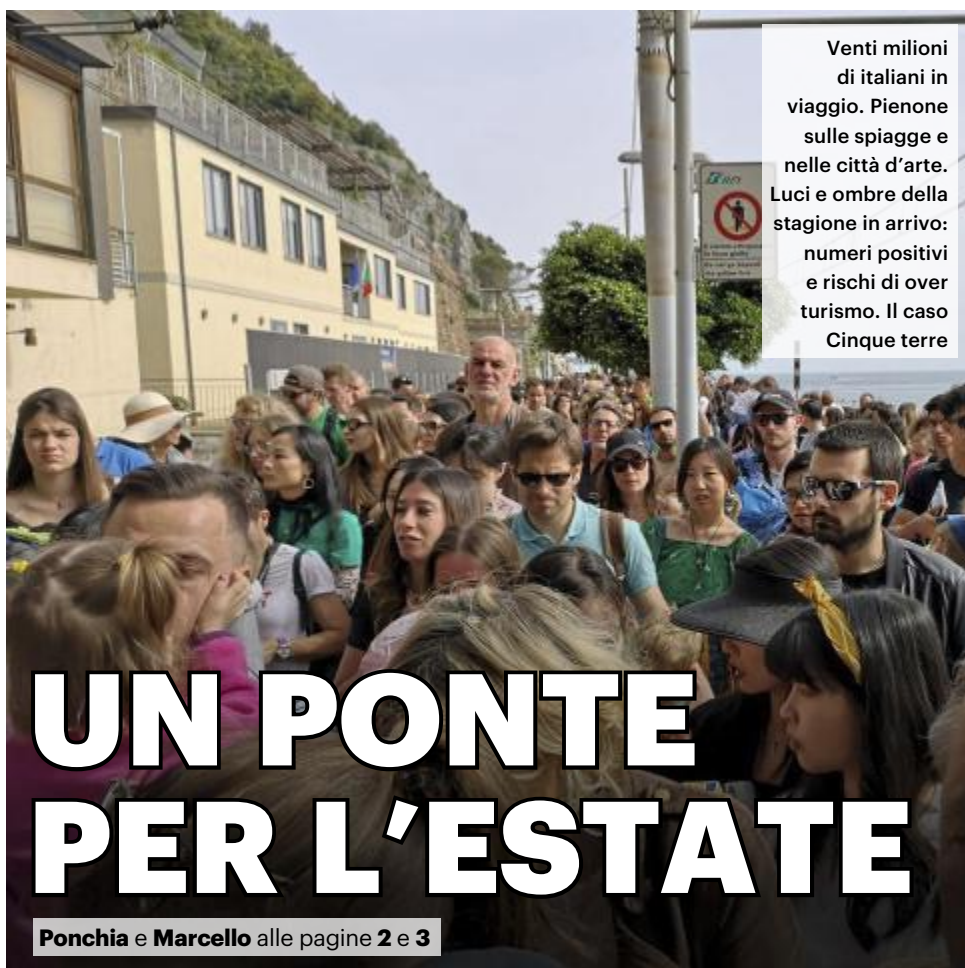 Venti milioni
di italiani in
viaggio. Pienone
sulle spiagge e
nelle città d’arte.
Luci e ombre della
stagione in arrivo:
numeri positivi
e rischi di over
turismo. Il caso
Cinque terre
UN PONTE
PER L’ESTATE
Ponchia e Marcello alle pagine 2 e 3